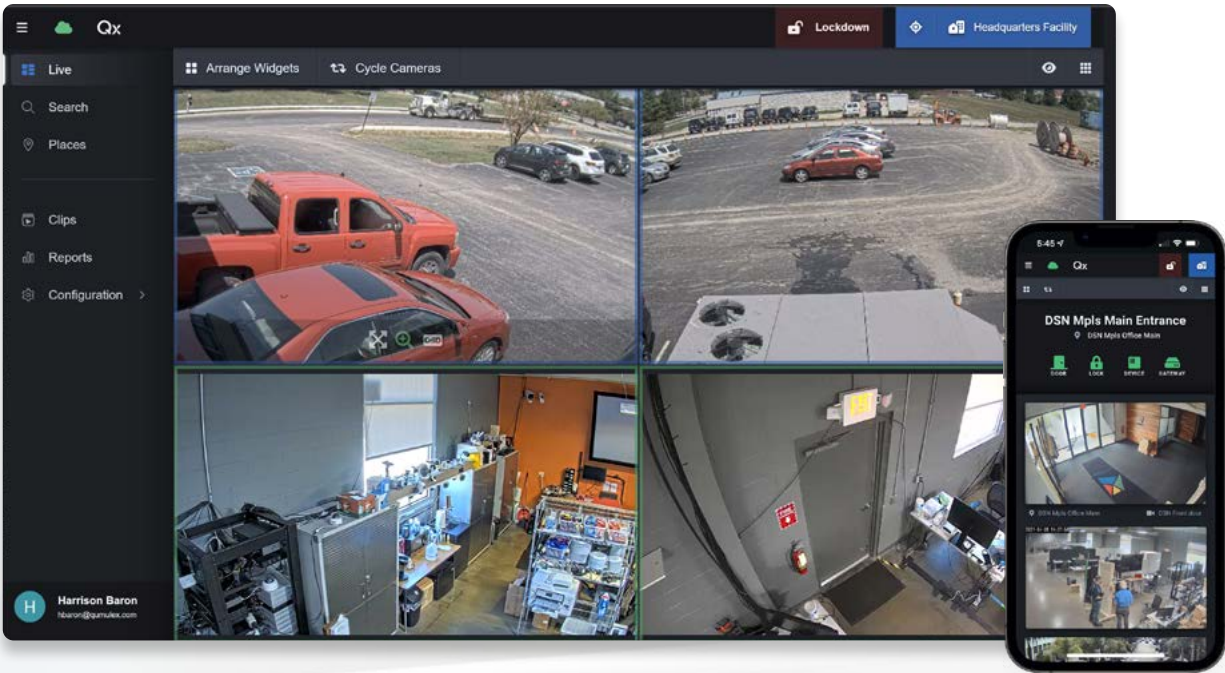 Qx
Lockdown
Headquarters Facility
Live
Search
Places
Clips
Reports
Configuration
Arrange Widgets
Cycle Cameras
Harrison Baron
hbaron@qumulex.com
H
5:45
Qx
DSN Mpls Main Entrance
DSN Mpls Office Main
DOOR
LOCK
DEVICE
GATEWAY
DSN Mpls Office Main
DSN Front door